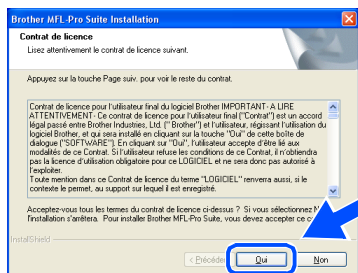 Brother MFL-Pro Suite Installation
Contrat de licence
Lisez attentivement le contrat de licence suivant.
Appuyez sur la touche Page suiv. pour voir le reste du contrat.
Contrat de licence pour l'utilisateur final du logiciel Brother IMPORTANT- A LIRE
ATTENTIVEMENT- Ce contrat de licence pour l'utilisateur final ("Contrat") est un accord
légal passé entre Brother Industries, Ltd. (" Brother") et l'utilisateur, régissant l'utilisation du
logiciel Brother, et qui sera installé en cliquant sur la touche "Oui" de cette boîte de
dialogue ("SOFTWARE"). En cliquant sur "Oui", l'utilisateur accepte d'être lié aux
modalités de ce Contrat. Si l'utilisateur refuse les conditions de ce Contrat, il n'obtiendra
pas la licence d'utilisation obligatoire pour ce LOGICIEL et ne sera donc pas autorisé à
l'exploiter.
Toute mention dans ce Contrat de licence du terme "LOGICIEL" renverra aussi, si le
contexte le permet, au support sur lequel il est enregistré.
Acceptez-vous tous les termes du contrat de licence ci-dessus ? Si vous sélectionnez
l'installation s'arrêtera. Pour installer Brother MFL-Pro Suite, vous devez accepter ce
InstallShield
< Précéden
Oui
Non